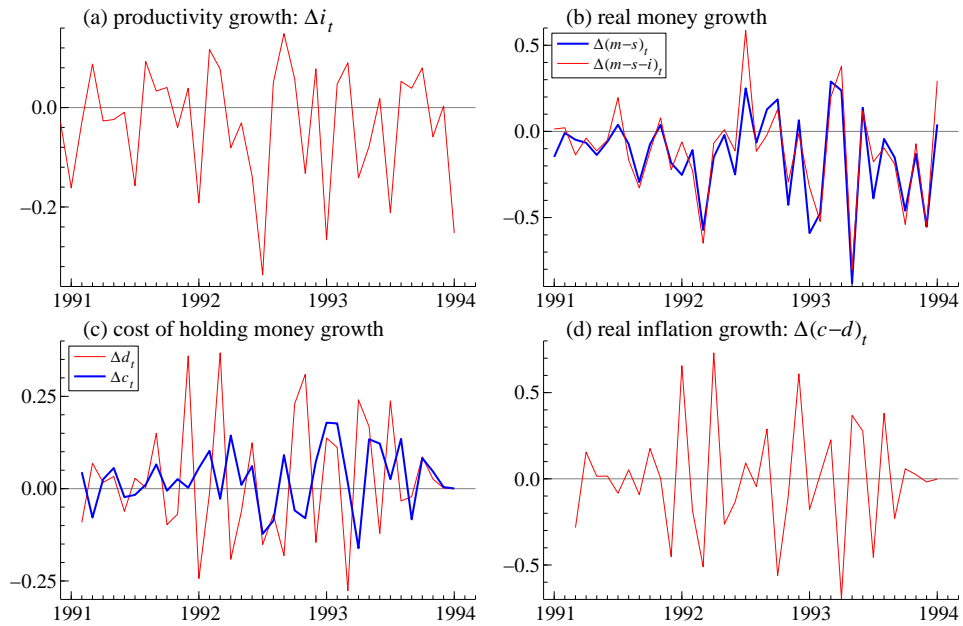 (a) productivity growth: Δi_t
0.0
−0.2
1991 1992 1993 1994
(b) real money growth
Δ(m−s)_t
Δ(m−s−i)_t
0.5
0.0
−0.5
1991 1992 1993 1994
(c) cost of holding money growth
Δd_t
Δc_t
0.25
0.00
−0.25
1991 1992 1993 1994
(d) real inflation growth: Δ(c−d)_t
0.5
0.0
−0.5
1991 1992 1993 1994